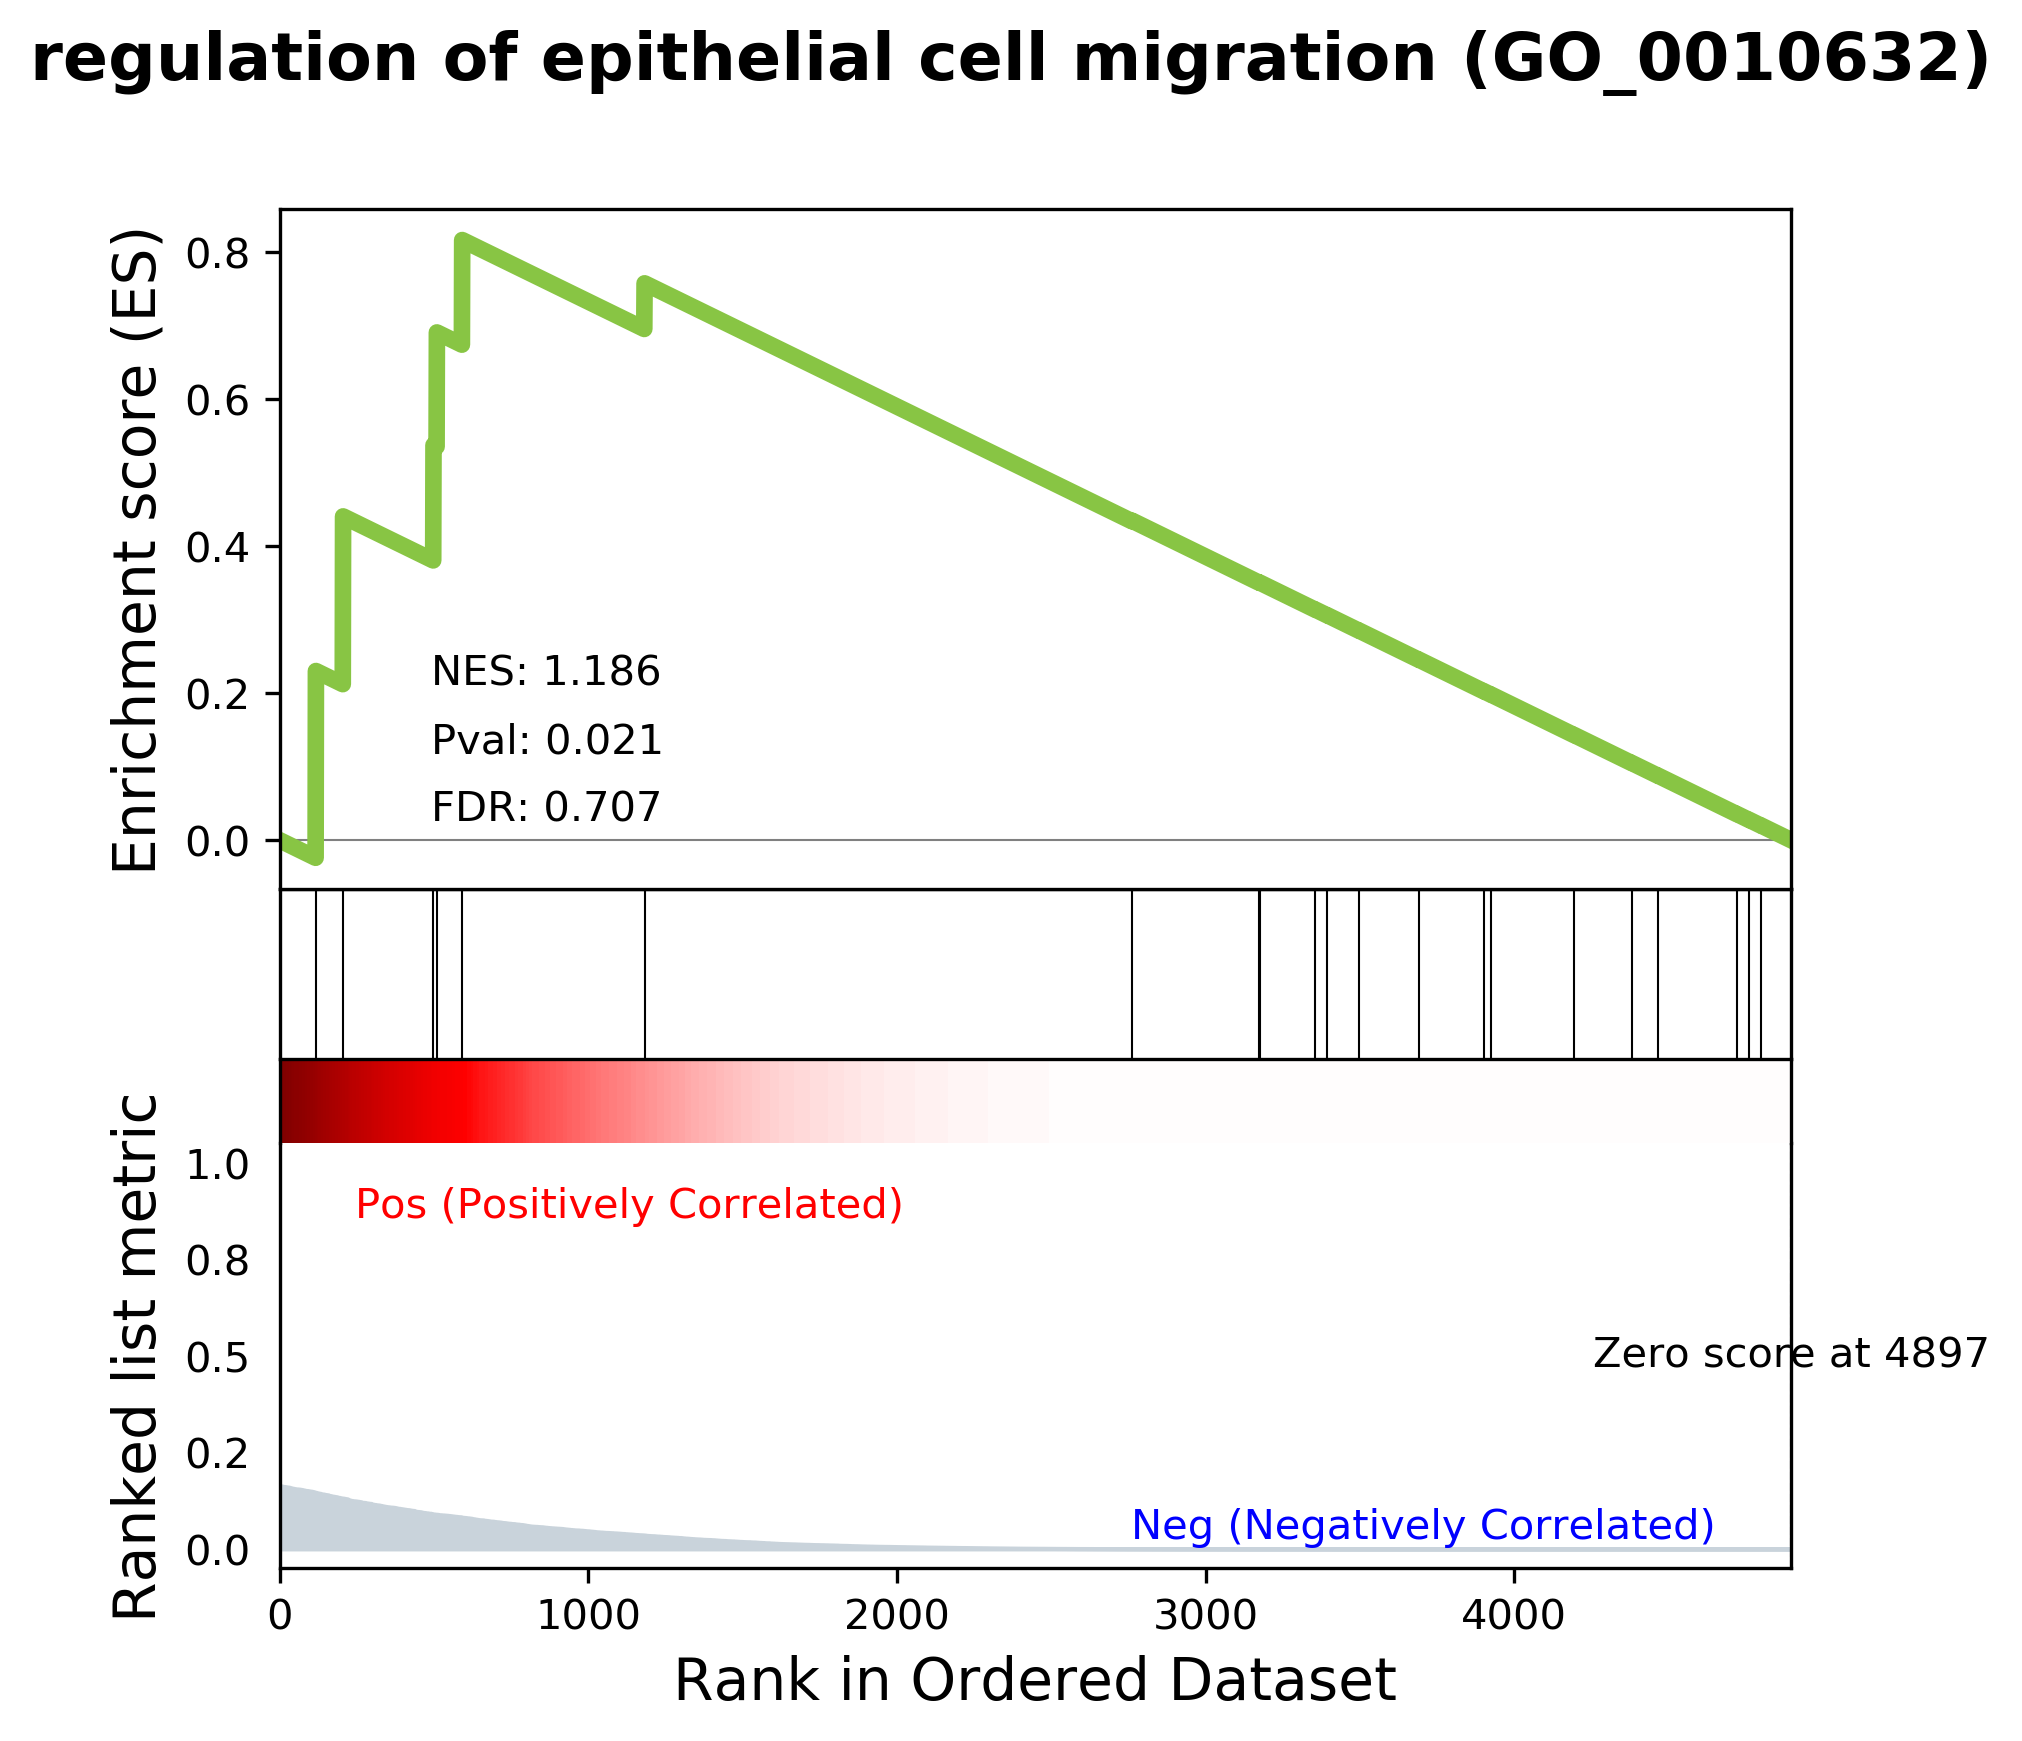 regulation of epithelial cell migration (GO_0010632)
Enrichment score (ES)
0.8
0.6
0.4
0.2
0.0
NES: 1.186
Pval: 0.021
FDR: 0.707
Ranked list metric
1.0
0.8
0.5
0.2
0.0
Pos (Positively Correlated)
Zero score at 4897
Neg (Negatively Correlated)
0 1000 2000 3000 4000
Rank in Ordered Dataset